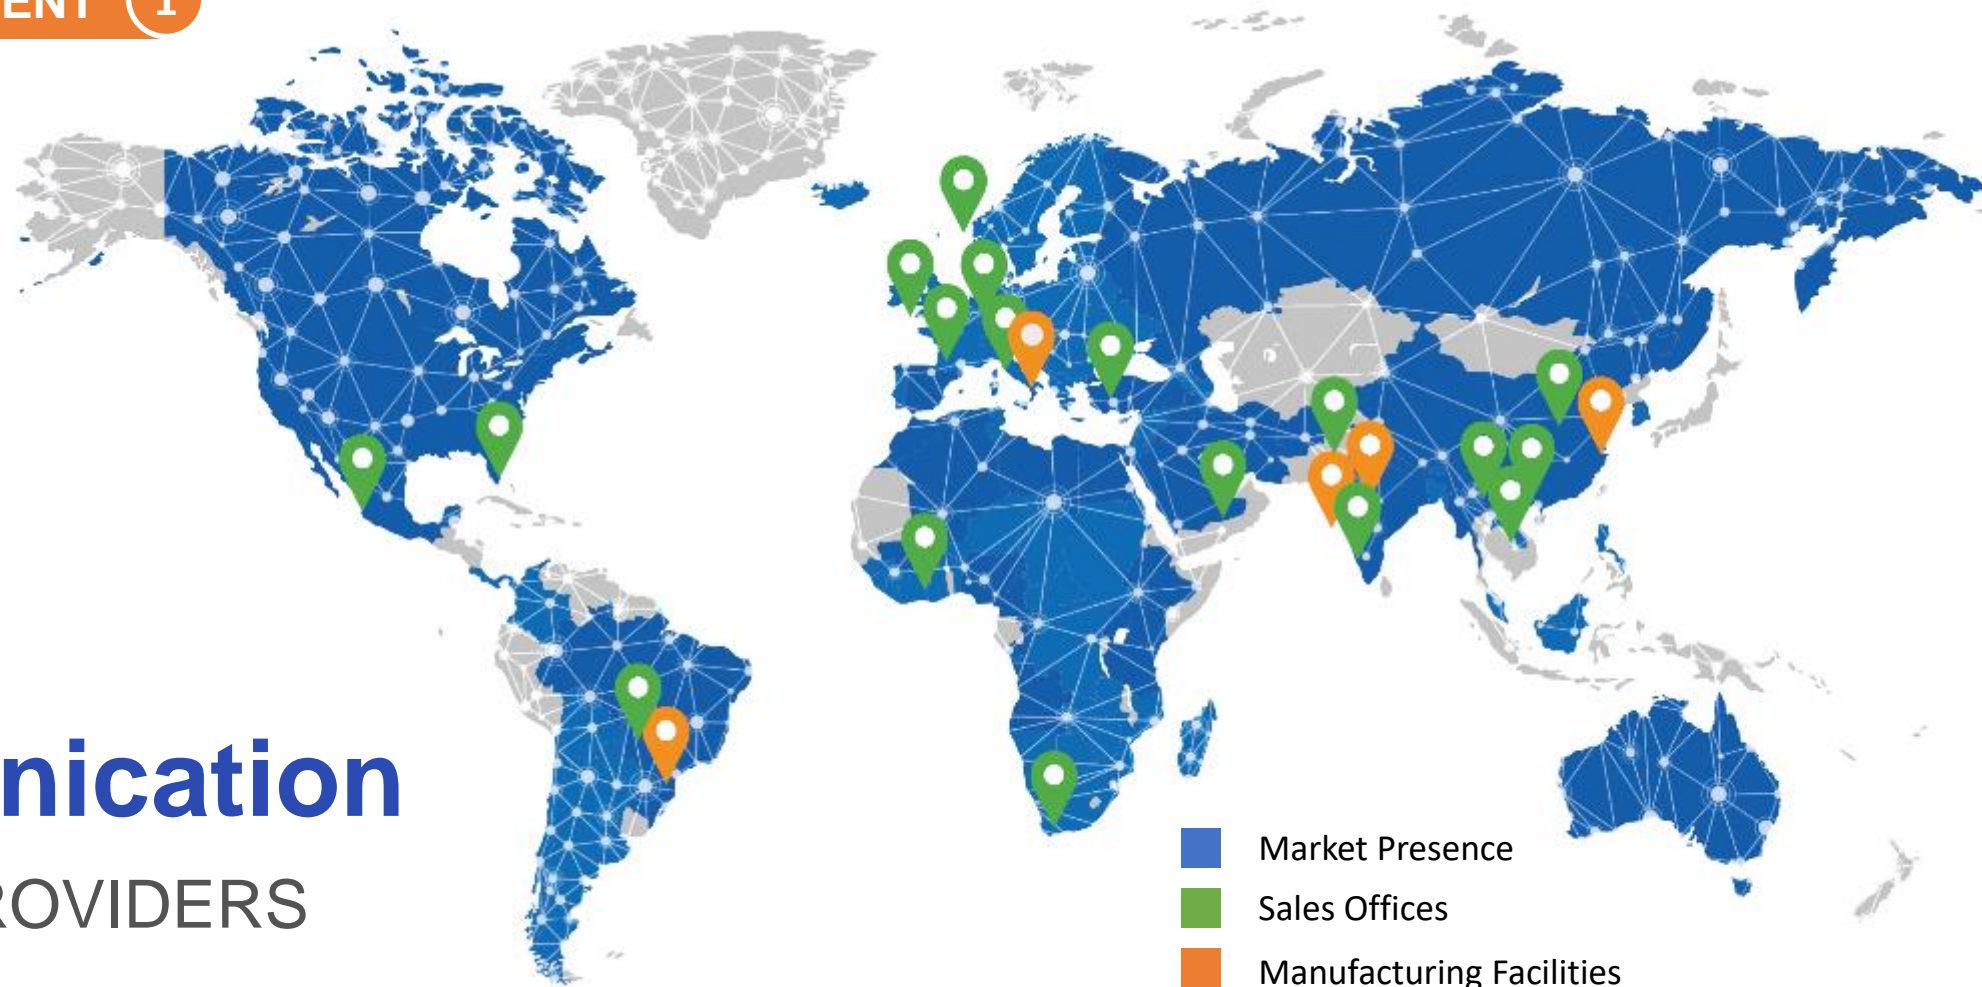 ENT 1
nication
ROVIDERS
Market Presence
Sales Offices
Manufacturing Facilities